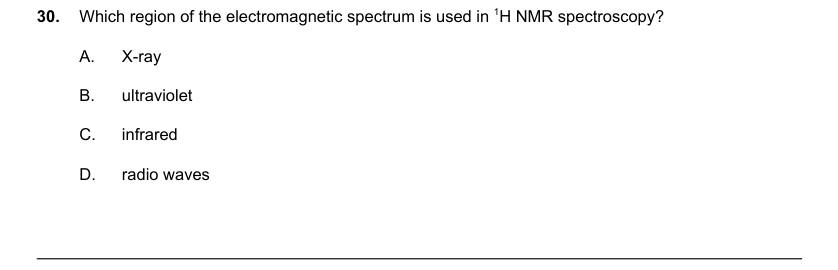 30. Which region of the electromagnetic spectrum is used in ¹H NMR spectroscopy?
A. X-ray
B. ultraviolet
C. infrared
D. radio waves